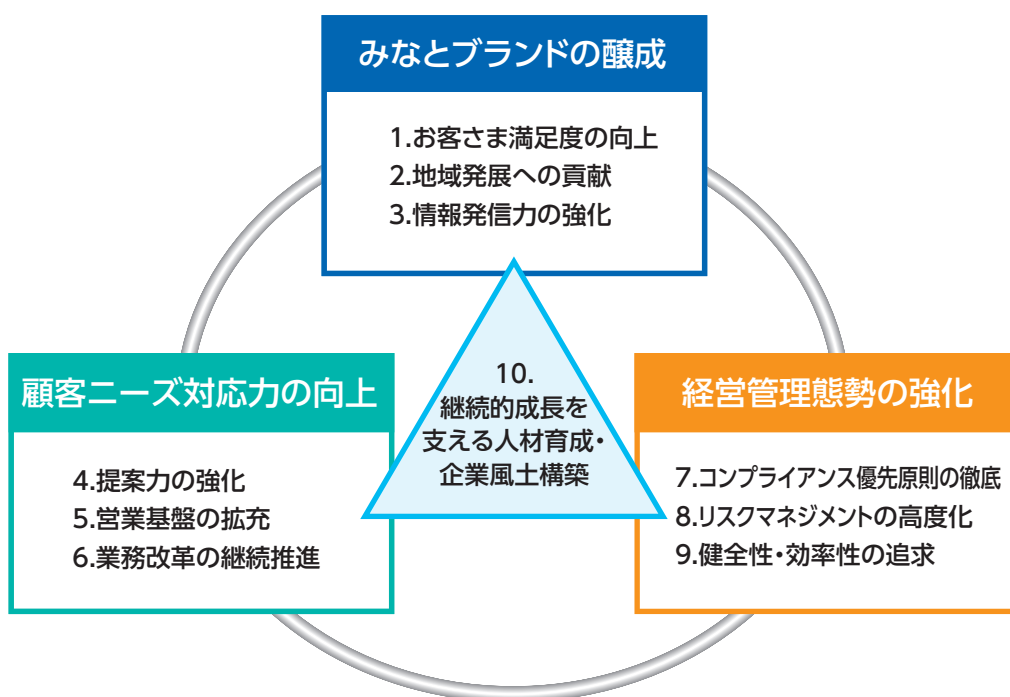 みなとブランドの醸成
1.お客さま満足度の向上
2.地域発展への貢献
3.情報発信力の強化
顧客ニーズ対応力の向上
4.提案力の強化
5.営業基盤の拡充
6.業務改革の継続推進
10.
継続的成長を
支える人材育成・
企業風土構築
経営管理態勢の強化
7.コンプライアンス優先原則の徹底
8.リスクマネジメントの高度化
9.健全性・効率性の追求